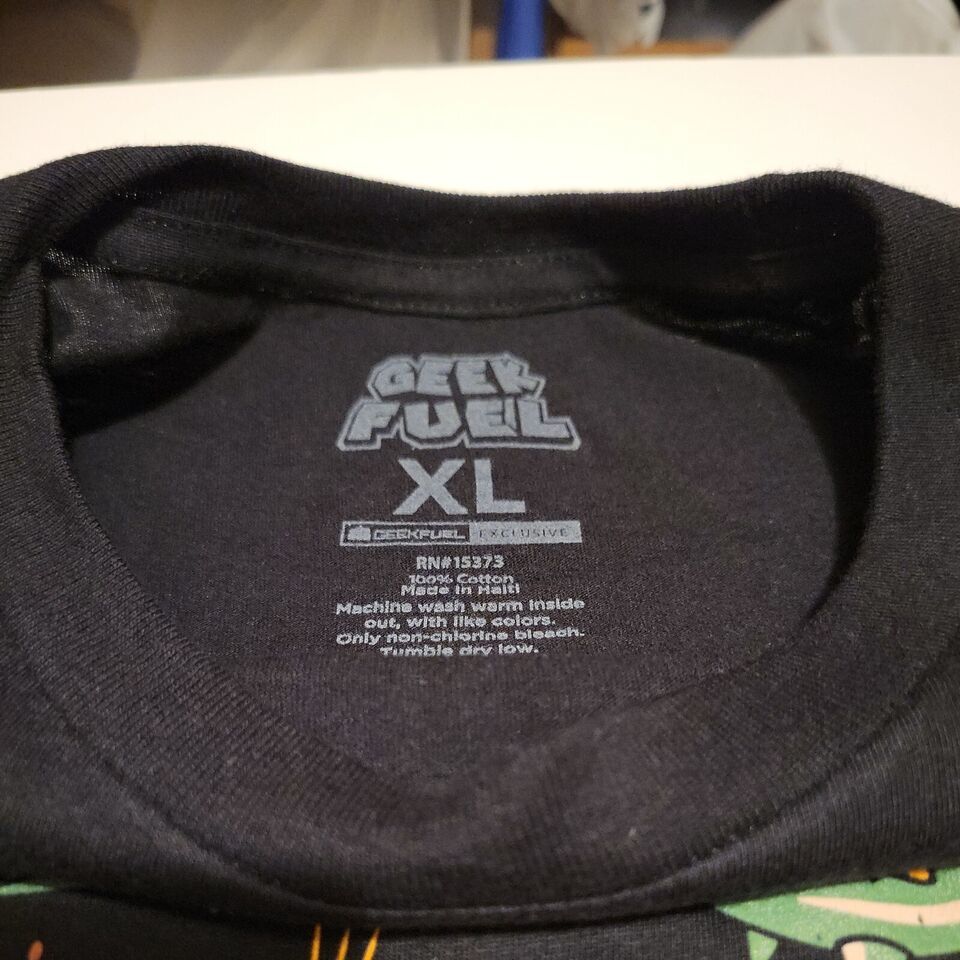 GEEK
FUEL
XL
GEEKFUEL EXCLUSIVE
RN#15373
100% Cotton
Made in Haiti
Machine wash warm inside
out, with like colors.
Only non-chlorine bleach.
Tumble dry low.